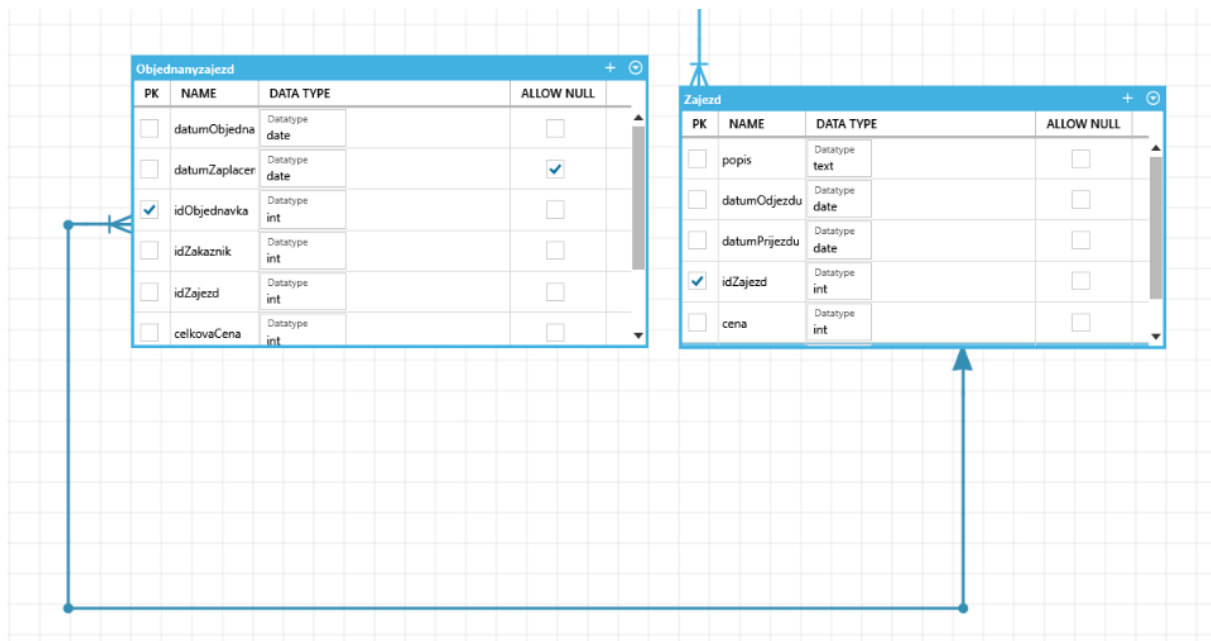 Objednanyzajezd
PK NAME DATA TYPE ALLOW NULL
datumObjedna Datatype date
datumZaplacen Datatype date
idObjednavka Datatype int
idZakaznik Datatype int
idZajezd Datatype int
celkovaCena Datatype int
Zajezd
PK NAME DATA TYPE ALLOW NULL
popis Datatype text
datumOdjezdu Datatype date
datumPrijezdu Datatype date
idZajezd Datatype int
cena Datatype int